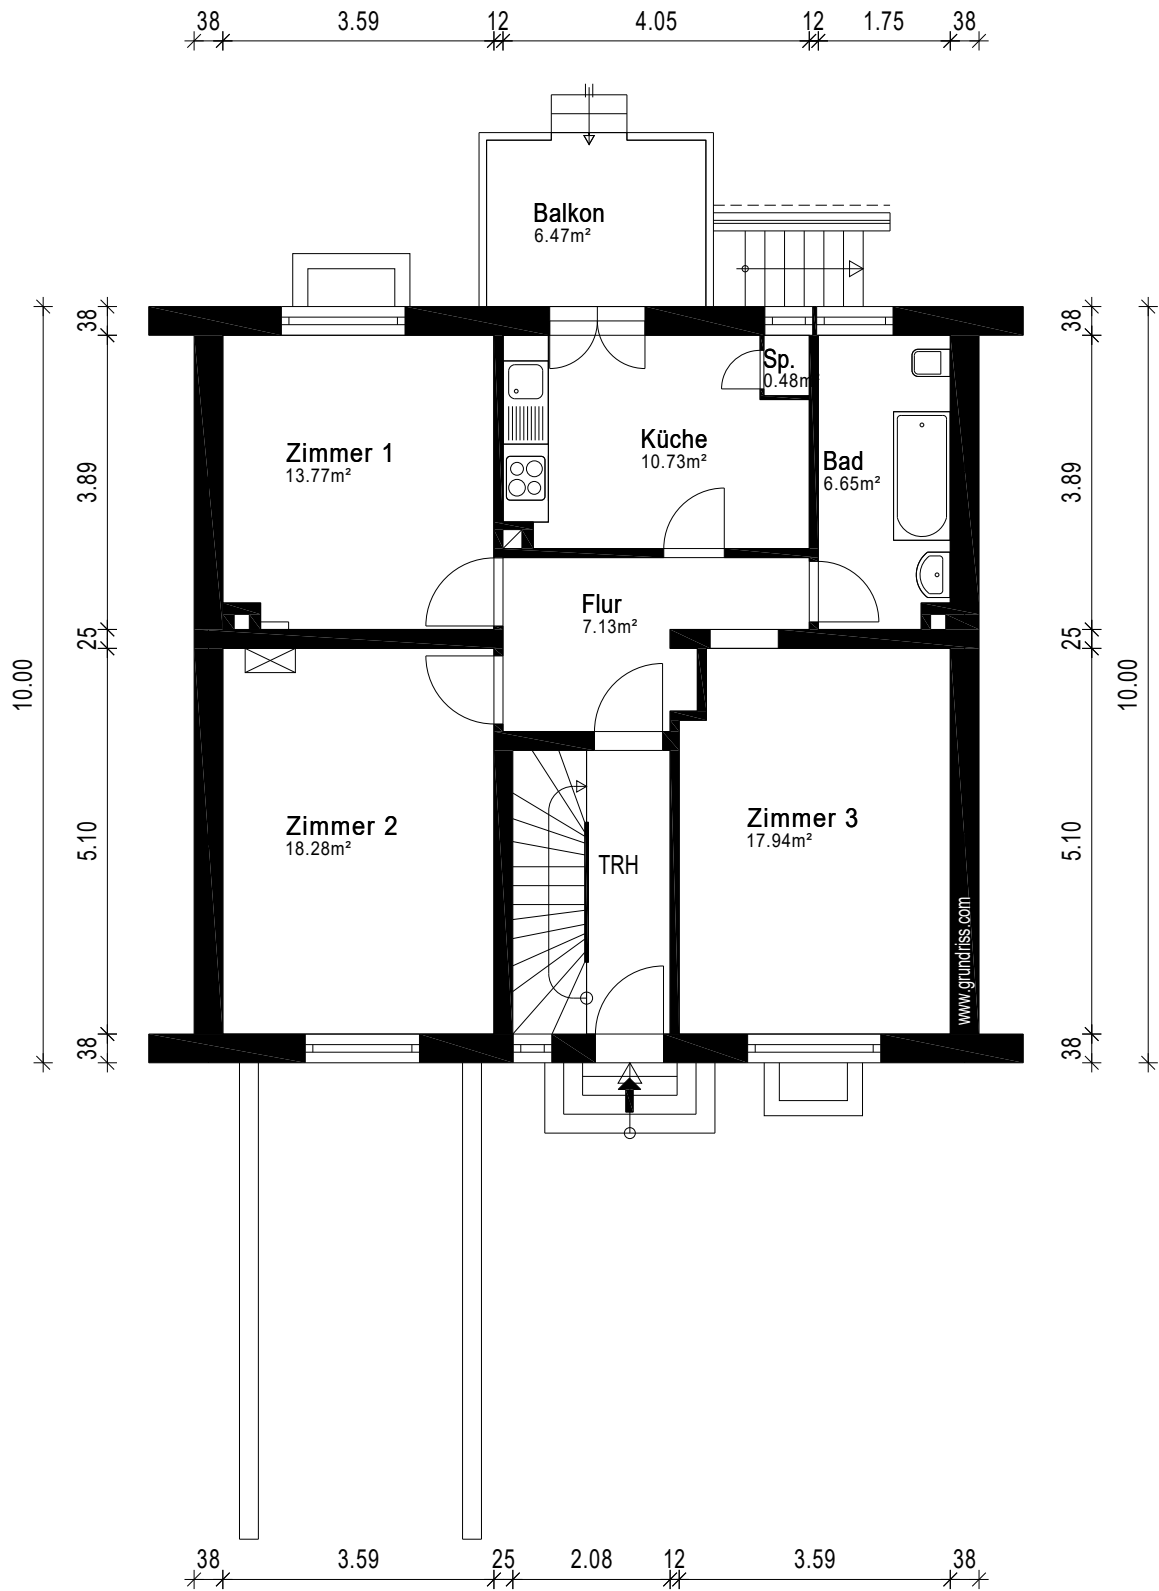 38 3.59 12 4.05 12 1.75 38
Balkon
6.47m²
38
38
Sp.
0.48m²
Küche
10.73m²
Zimmer 1
13.77m²
Bad
6.65m²
3.89
3.89
Flur
7.13m²
25
25
10.00
10.00
Zimmer 2
18.28m²
Zimmer 3
17.94m²
5.10
5.10
TRH
www.grundriss.com
38
38
38 3.59 25 2.08 12 3.59 38